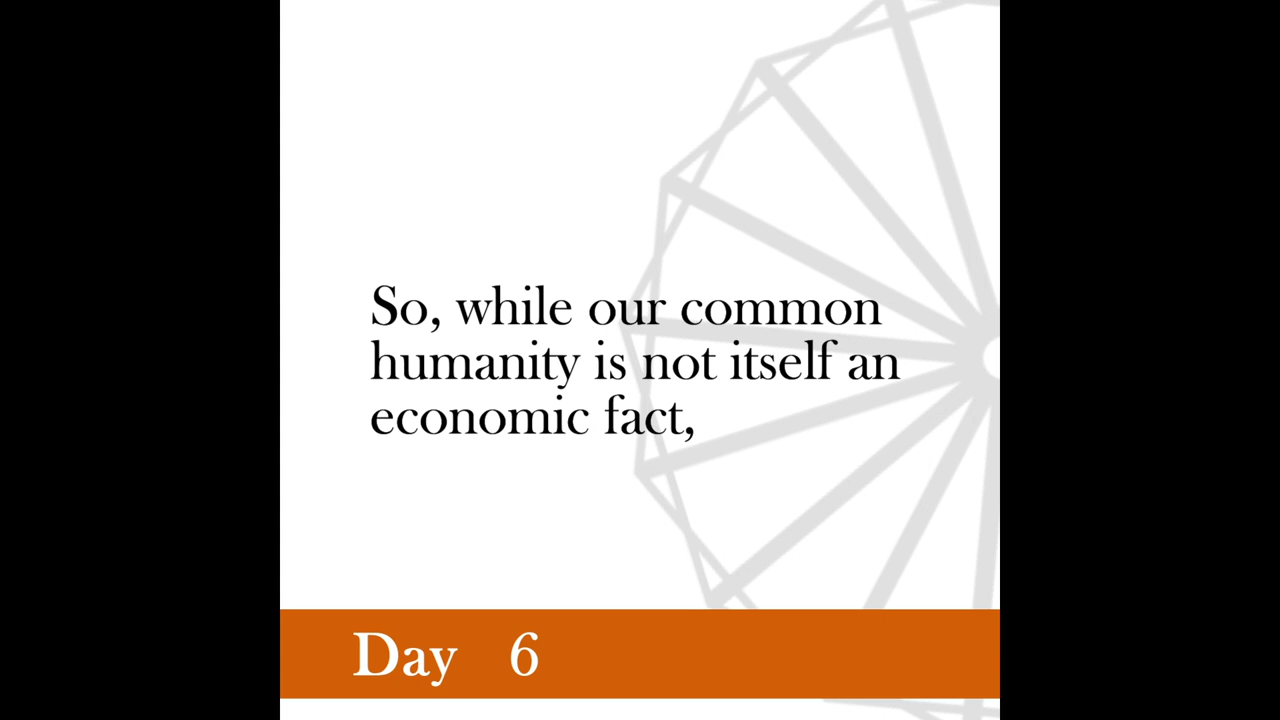 So, while our common
humanity is not itself an
economic fact,
Day 6